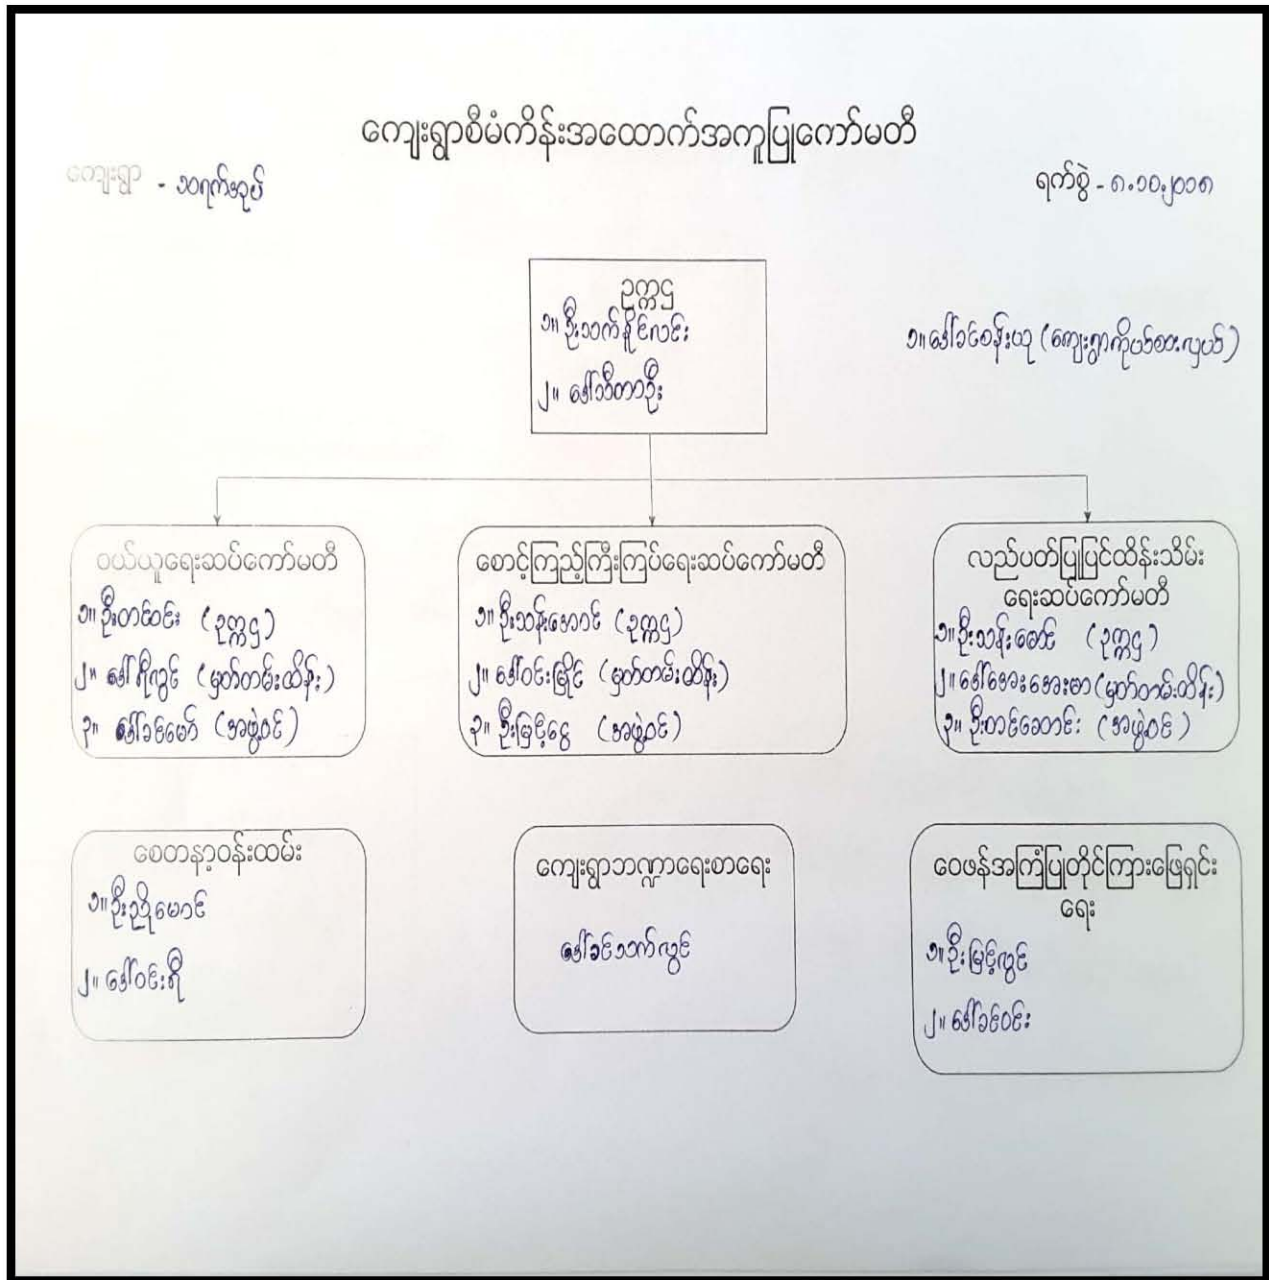 ကျေးရွာစီမံကိန်းအထောက်အကူပြုကော်မတီ
ကျေးရွာ - သရက်အုပ်
ရက်စွဲ - ၈.၁၀.၂၀၁၈
ဥက္ကဌ
၁။ ဦးသက်နိုင်လင်း
၂။ ဒေါ်သီတာဦး
၁။ ဒေါ်ခင်စန်းယု (ကျေးရွာကိုယ်စားလှယ်)
ဝယ်ယူရေးဆပ်ကော်မတီ
၁။ ဦးတင်ဝင်း (ဥက္ကဌ)
၂။ ဒေါ်ရီလွင် (မှတ်တမ်းထိန်း)
၃။ ဒေါ်ခင်မော် (အဖွဲ့ဝင်)
စောင့်ကြည့်ကြီးကြပ်ရေးဆပ်ကော်မတီ
၁။ ဦးသန်းအောင် (ဥက္ကဌ)
၂။ ဒေါ်ဝင်းမြိုင် (မှတ်တမ်းထိန်း)
၃။ ဦးမြင့်ငွေ (အဖွဲ့ဝင်)
လည်ပတ်ပြုပြင်ထိန်းသိမ်း
ရေးဆပ်ကော်မတီ
၁။ ဦးသန်းမောင် (ဥက္ကဌ)
၂။ ဒေါ်အေးအေးမာ (မှတ်တမ်းထိန်း)
၃။ ဦးတင်ဆောင်း (အဖွဲ့ဝင်)
စေတနာ့ဝန်းထမ်း
၁။ ဦးညိုမောင်
၂။ ဒေါ်ဝင်းရီ
ကျေးရွာဘဏ္ဍာရေးစာရေး
ဒေါ်ခင်သက်လွင်
ဝေဖန်အကြံပြုတိုင်ကြားဖြေရှင်း
ရေး
၁။ ဦးမြင့်လွင်
၂။ ဒေါ်ခင်ဝင်း